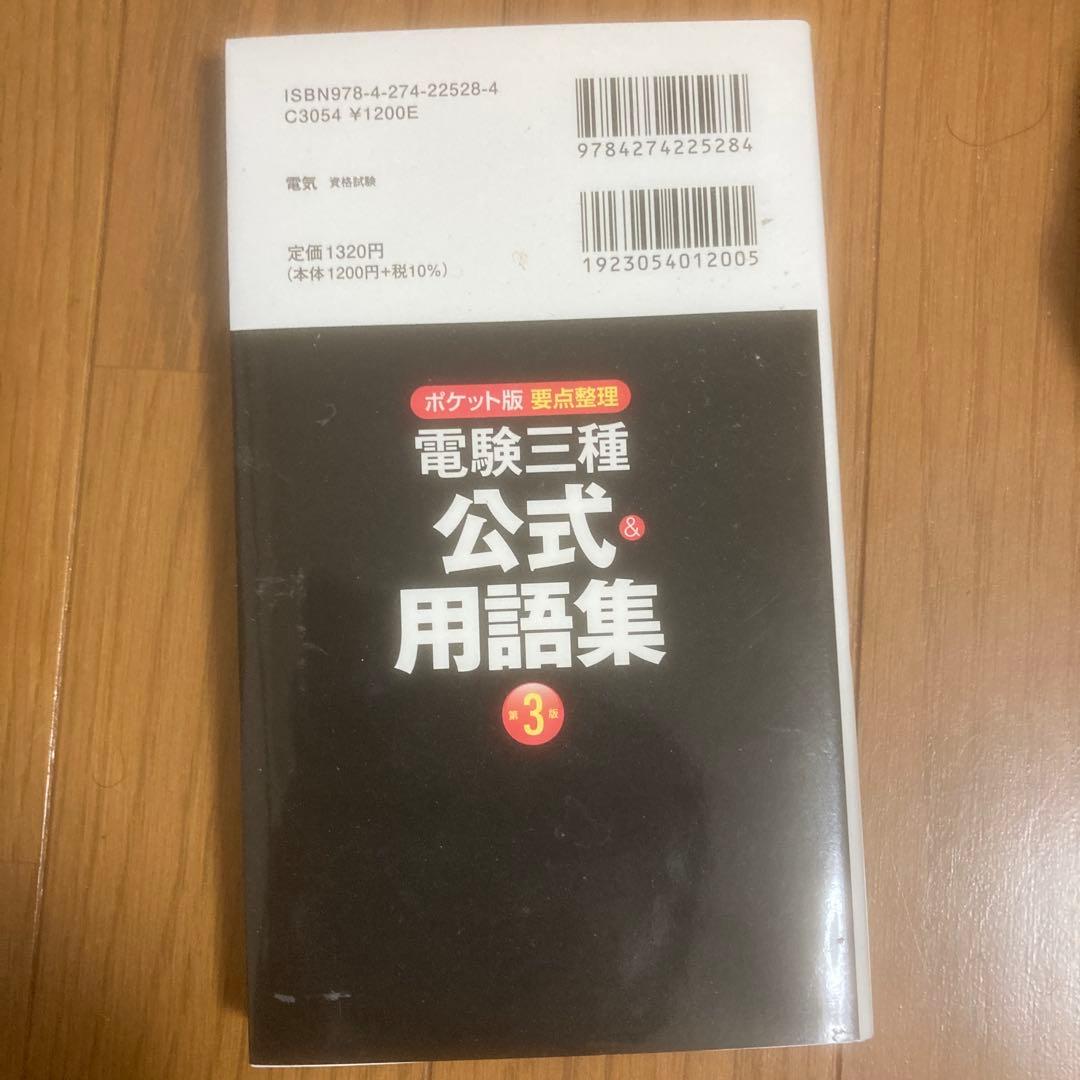 ISBN978-4-274-22528-4
C3054 ¥1200E
9784274225284
電気 資格試験
1923054012005
定価1320円
(本体1200円+税10%)
ポケット版 要点整理
電験三種
公式&
用語集
第3版